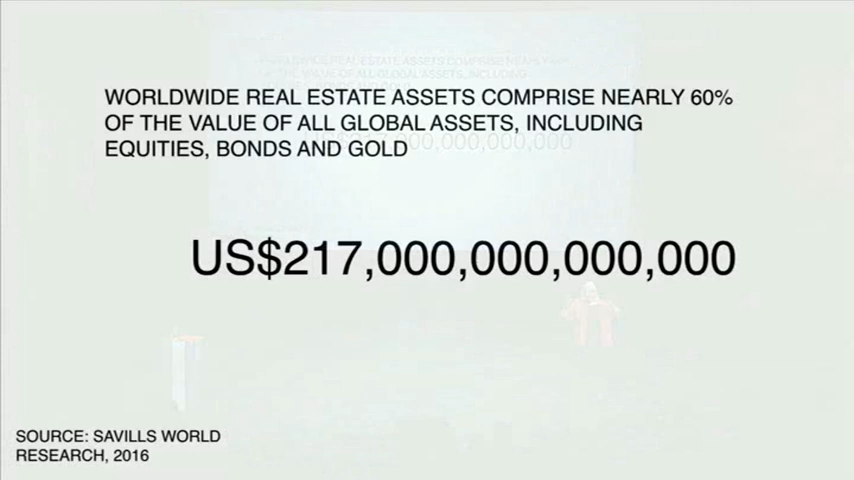 WORLDWIDE REAL ESTATE ASSETS COMPRISE NEARLY 60%
OF THE VALUE OF ALL GLOBAL ASSETS, INCLUDING
EQUITIES, BONDS AND GOLD
US$217,000,000,000,000
SOURCE: SAVILLS WORLD
RESEARCH, 2016